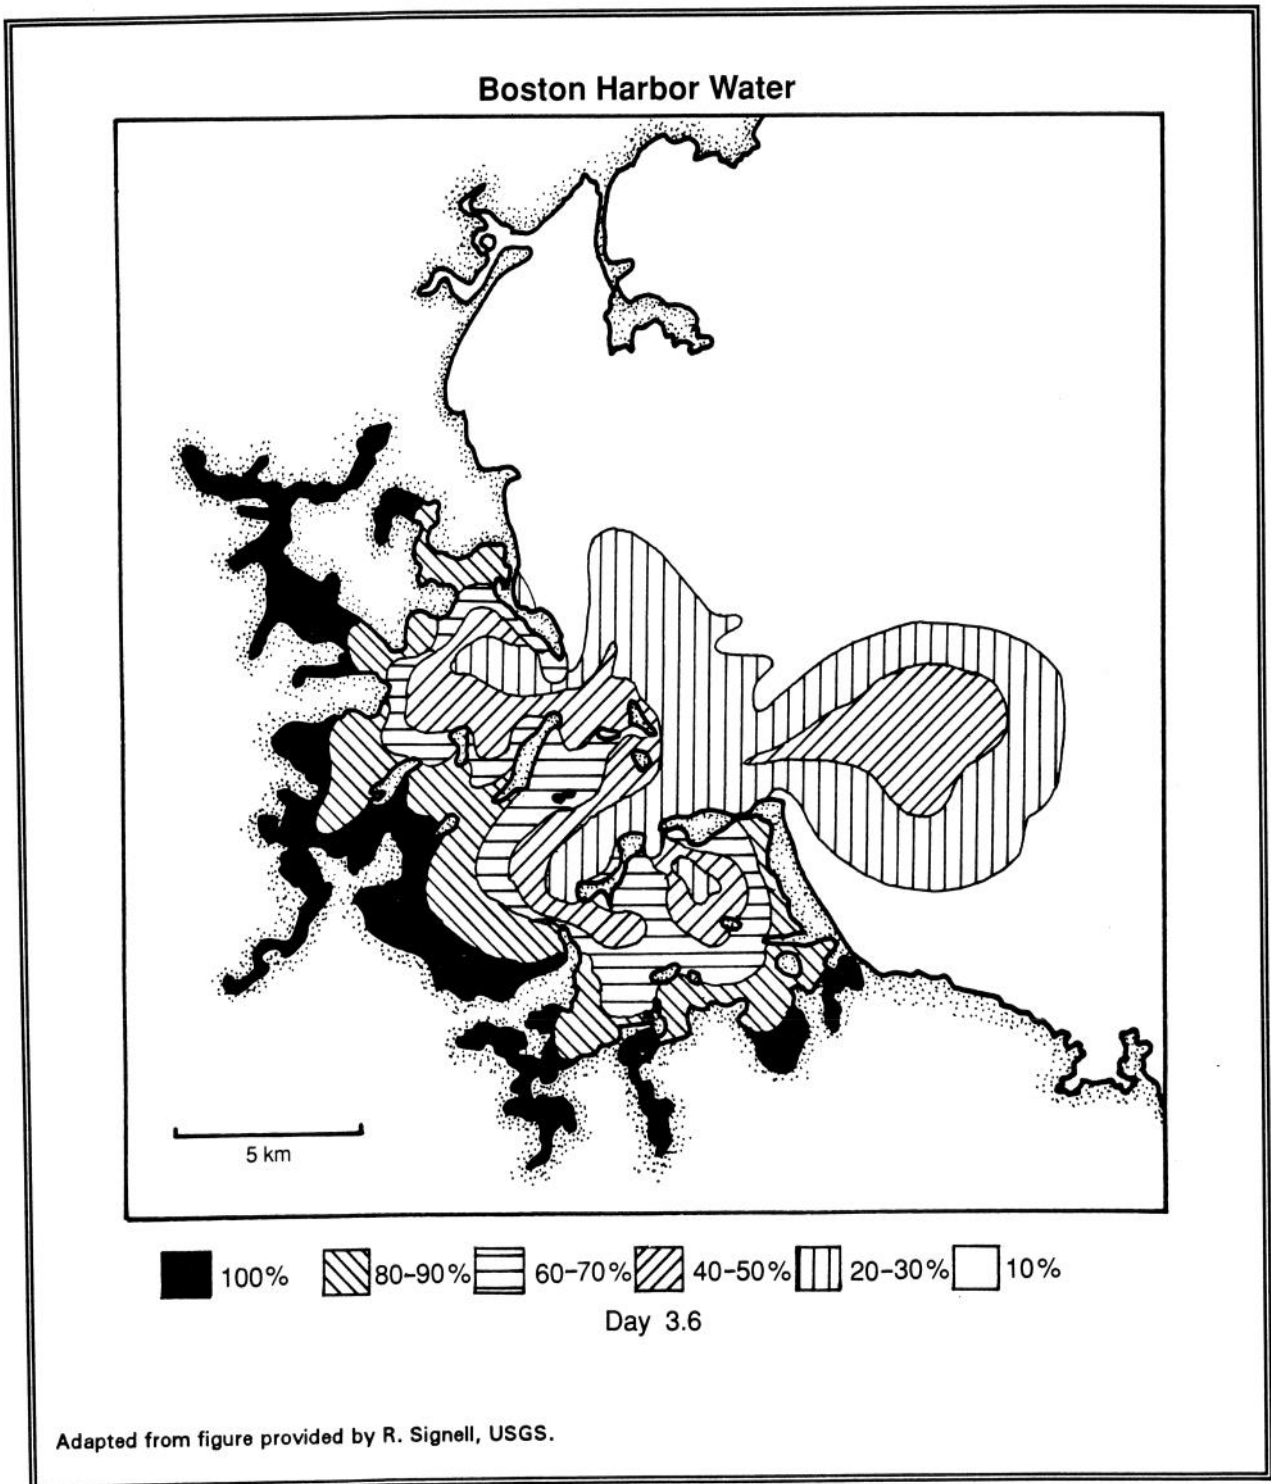 Boston Harbor Water
5 km
100% 80-90% 60-70% 40-50% 20-30% 10%
Day 3.6
Adapted from figure provided by R. Signell, USGS.